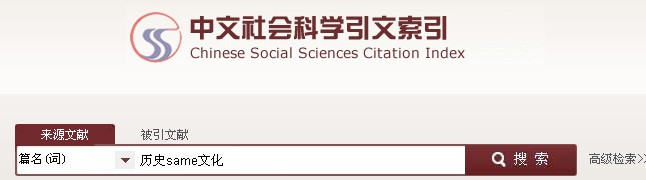 中文社会科学引文索引
Chinese Social Sciences Citation Index
来源文献 被引文献
篇名(词) 历史same文化 搜 索 高级检索>>